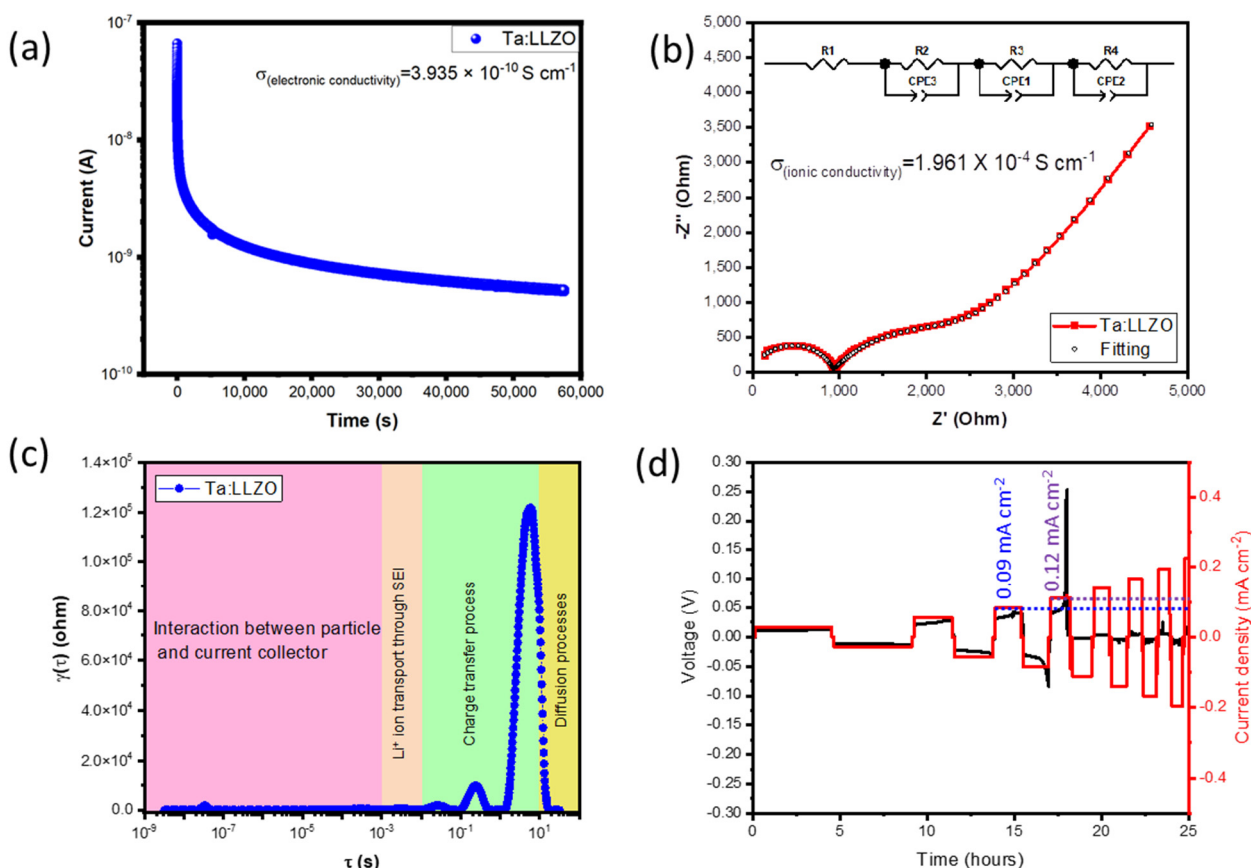 (a)
10-7
10-8
10-9
10-10
Current (A)
Ta:LLZO
σ(electronic conductivity)=3.935 × 10-10 S cm-1
0
10,000
20,000
30,000
40,000
50,000
60,000
Time (s)
(b)
5,000
4,500
4,000
3,500
3,000
2,500
2,000
1,500
1,000
500
0
-Z'' (Ohm)
R1
R2
R3
R4
CPE3
CPE1
CPE2
σ(ionic conductivity)=1.961 X 10-4 S cm-1
Ta:LLZO
Fitting
0
1,000
2,000
3,000
4,000
5,000
Z' (Ohm)
(c)
1.4×10⁵
1.2×10⁵
1.0×10⁵
8.0×10⁴
6.0×10⁴
4.0×10⁴
2.0×10⁴
0.0
γ(τ) (ohm)
Ta:LLZO
Interaction between particle
and current collector
Li+ ion transport through SEI
Charge transfer process
Diffusion processes
10-9
10-7
10-5
10-3
10-1
10¹
τ (s)
(d)
0.30
0.25
0.20
0.15
0.10
0.05
0.00
-0.05
-0.10
-0.15
-0.20
-0.25
-0.30
Voltage (V)
0.09 mA cm-2
0.12 mA cm-2
0.4
0.2
0.0
-0.2
-0.4
Current density (mA cm-2)
0
5
10
15
20
25
Time (hours)